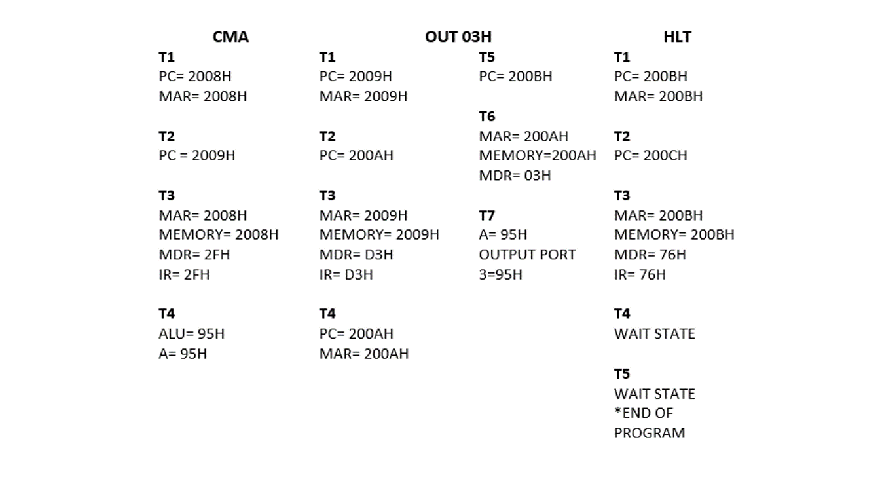 CMA
T1
PC= 2008H
MAR= 2008H
T2
PC = 2009H
T3
MAR= 2008H
MEMORY= 2008H
MDR= 2FH
IR= 2FH
T4
ALU= 95H
A= 95H
OUT 03H
T1
PC= 2009H
MAR= 2009H
T2
PC= 200AH
T3
MAR= 2009H
MEMORY= 2009H
MDR= D3H
IR= D3H
T4
PC= 200AH
MAR= 200AH
T5
PC= 200BH
T6
MAR= 200AH
MEMORY=200AH
MDR= 03H
T7
A= 95H
OUTPUT PORT
3=95H
HLT
T1
PC= 200BH
MAR= 200BH
T2
PC= 200CH
T3
MAR= 200BH
MEMORY= 200BH
MDR= 76H
IR= 76H
T4
WAIT STATE
T5
WAIT STATE
*END OF
PROGRAM